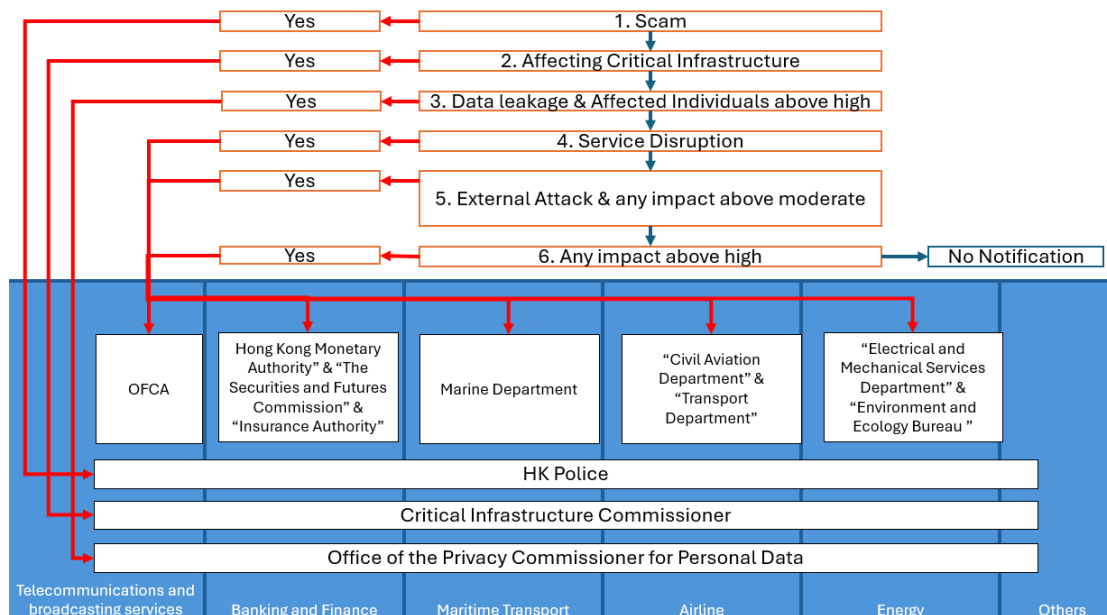 Yes
1. Scam
Yes
2. Affecting Critical Infrastructure
Yes
3. Data leakage & Affected Individuals above high
Yes
4. Service Disruption
Yes
5. External Attack & any impact above moderate
Yes
6. Any impact above high
No Notification
OFCA
Hong Kong Monetary
Authority” & “The
Securities and Futures
Commission” &
“Insurance Authority”
Marine Department
“Civil Aviation
Department” &
“Transport
Department”
“Electrical and
Mechanical Services
Department” &
“Environment and
Ecology Bureau ”
HK Police
Critical Infrastructure Commissioner
Office of the Privacy Commissioner for Personal Data
Telecommunications and
broadcasting services
Banking and Finance
Maritime Transport
Airline
Energy
Others